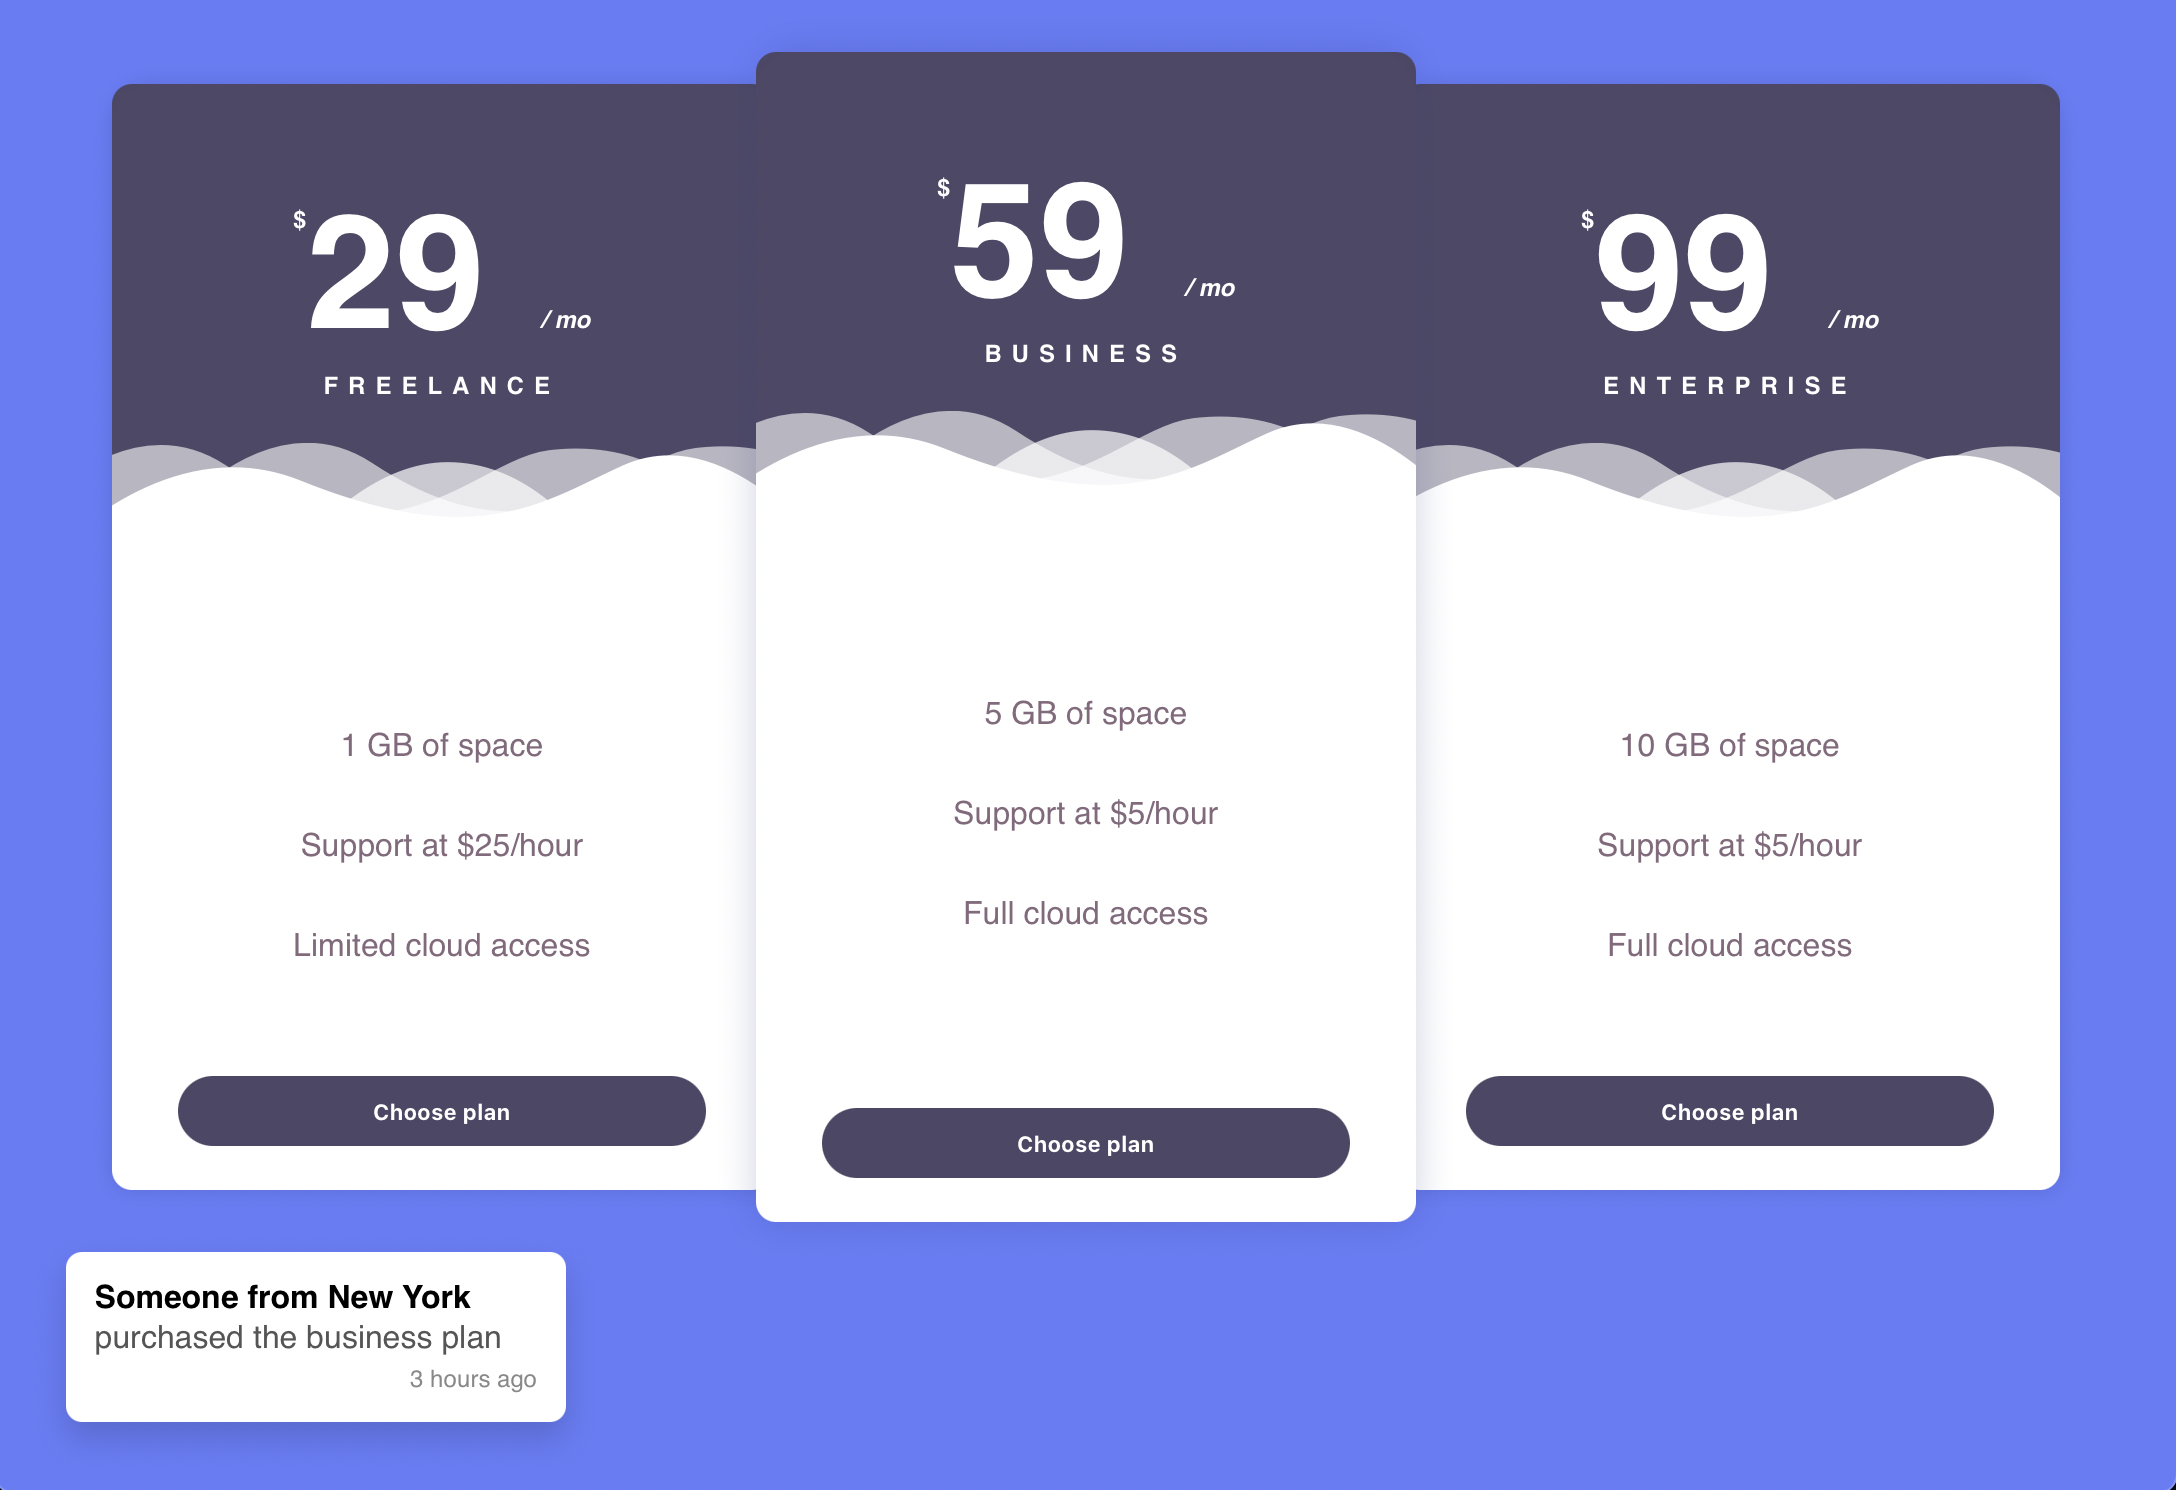 $29 / mo
FREELANCE
1 GB of space
Support at $25/hour
Limited cloud access
Choose plan
$59 / mo
BUSINESS
5 GB of space
Support at $5/hour
Full cloud access
Choose plan
$99 / mo
ENTERPRISE
10 GB of space
Support at $5/hour
Full cloud access
Choose plan
Someone from New York
purchased the business plan
3 hours ago